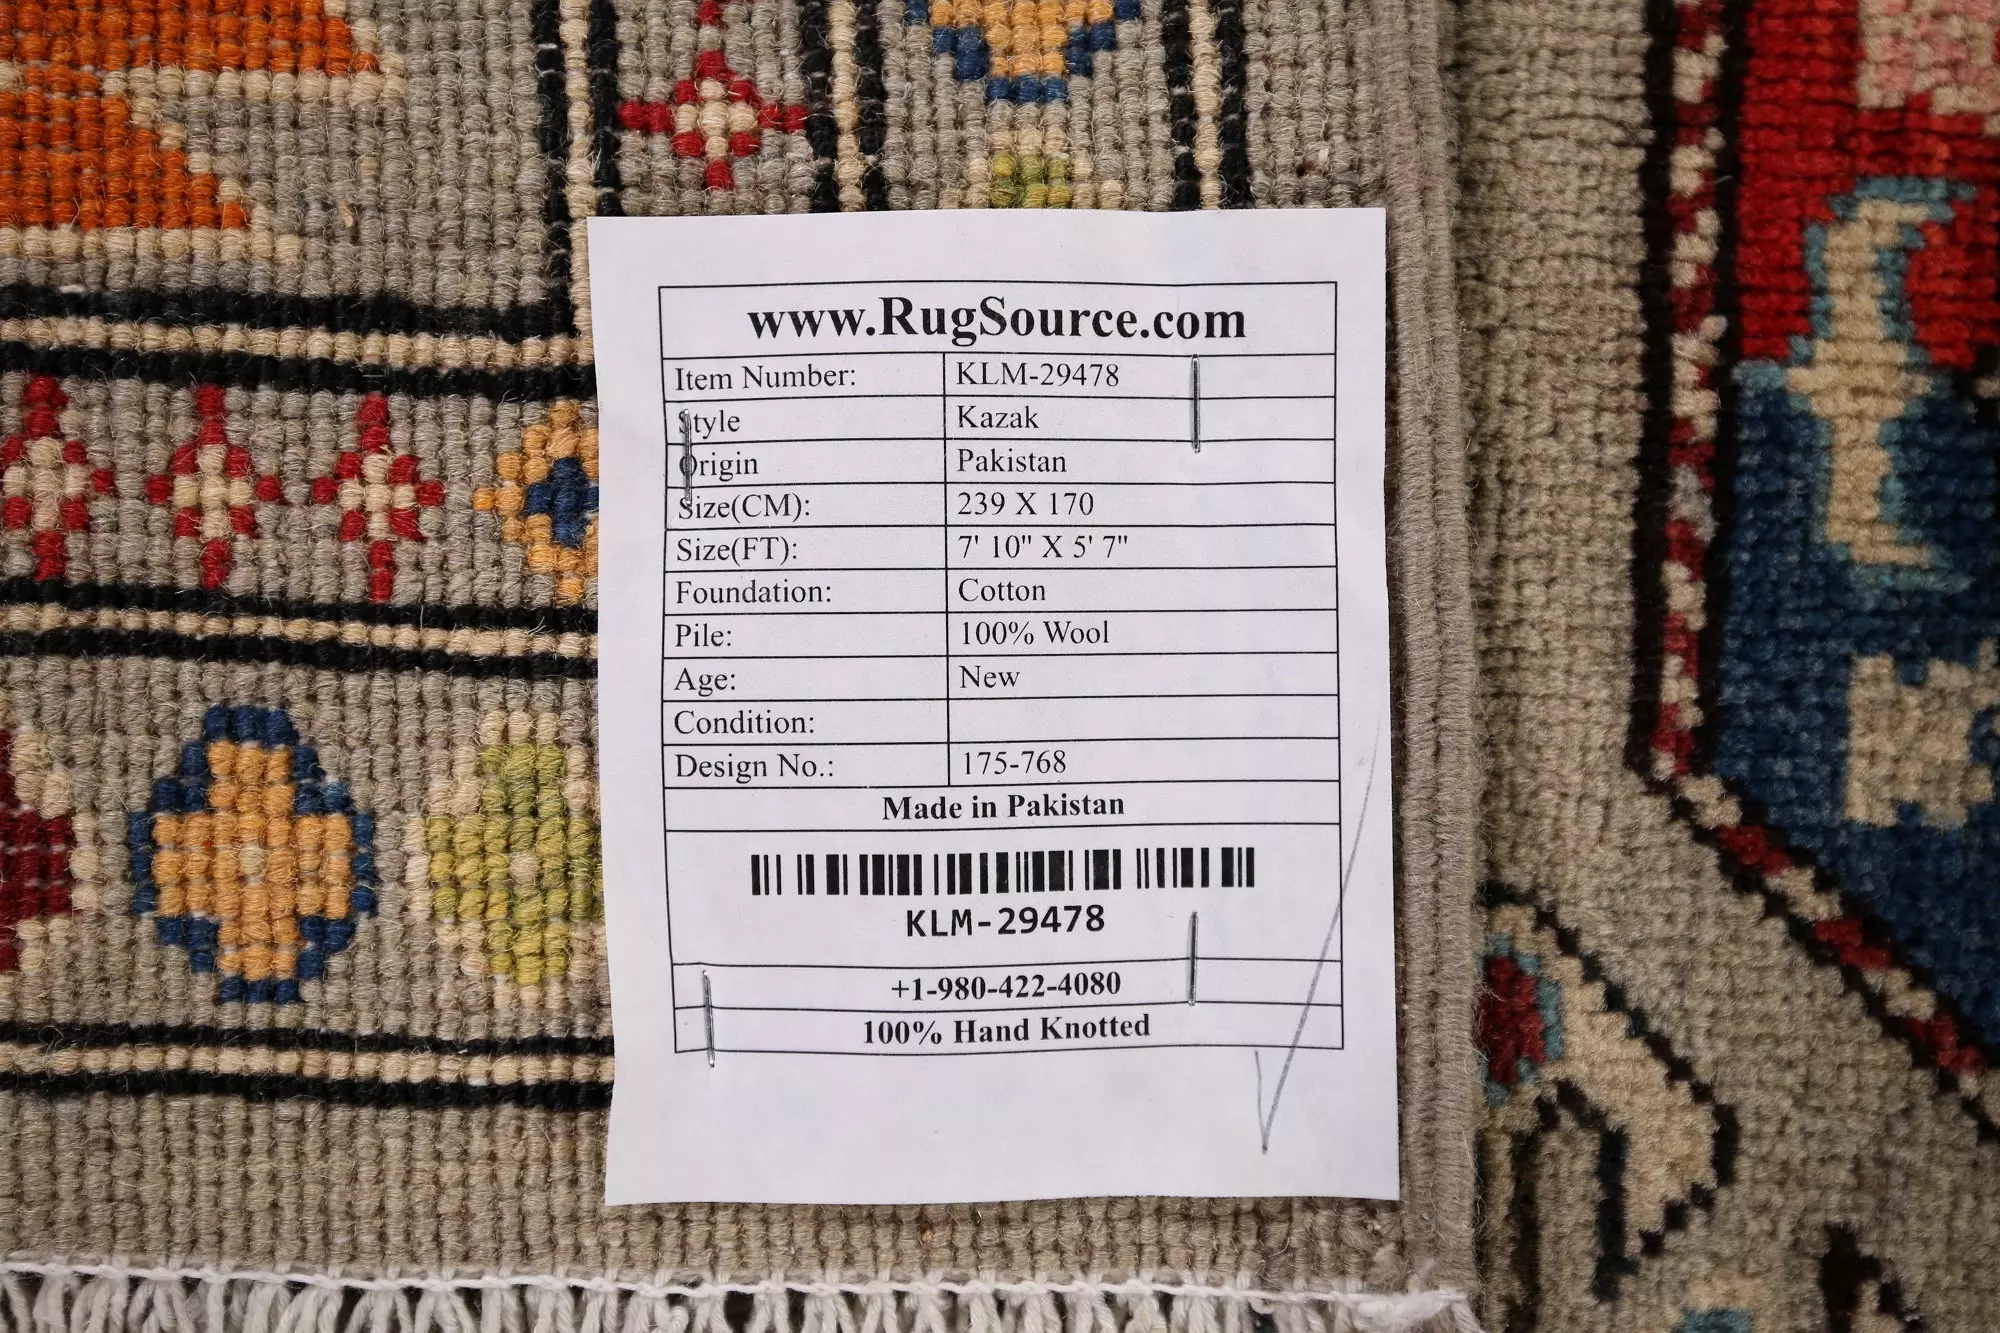 www.RugSource.com
Item Number: KLM-29478
Style Kazak
Origin Pakistan
Size(CM): 239 X 170
Size(FT): 7' 10" X 5' 7"
Foundation: Cotton
Pile: 100% Wool
Age: New
Condition:
Design No.: 175-768
Made in Pakistan
KLM-29478
+1-980-422-4080
100% Hand Knotted